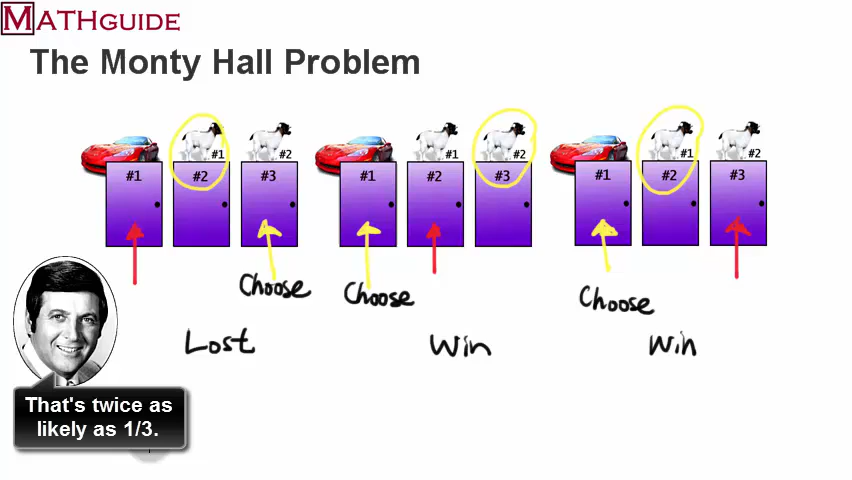 MATHGUIDE
The Monty Hall Problem
#1 #2 #1 #2 #1 #2
#1 #2 #3 #1 #2 #3 #1 #2 #3
Choose Choose Choose
Lost Win Win
That's twice as
likely as 1/3.